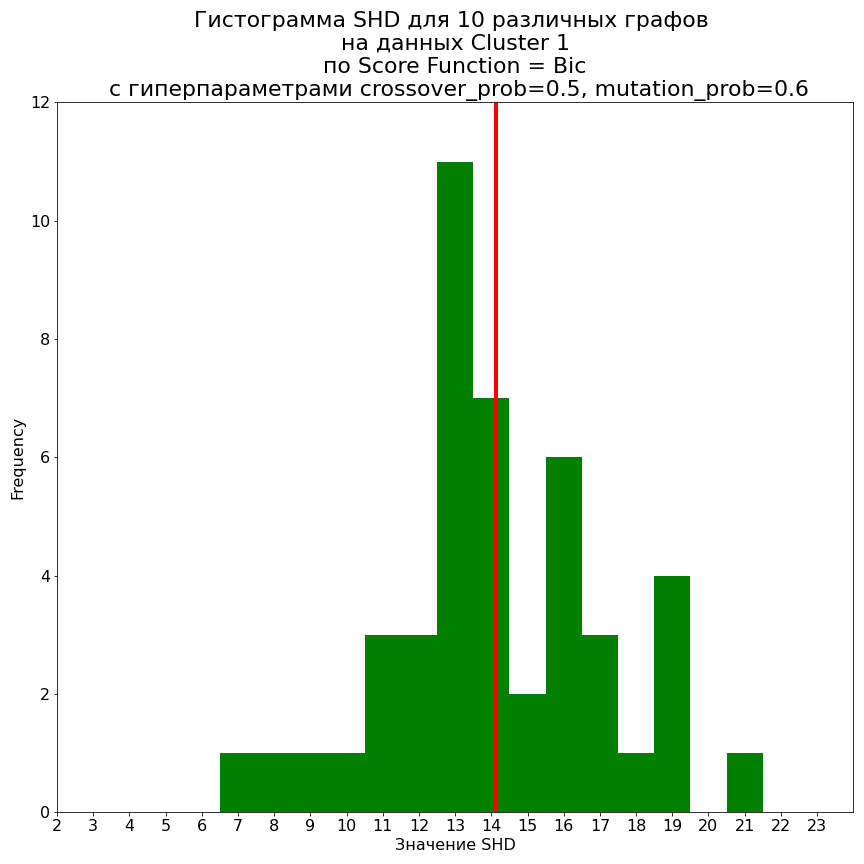 Гистограмма SHD для 10 различных графов
на данных Cluster 1
по Score Function = Bic
с гиперпараметрами crossover_prob=0.5, mutation_prob=0.6
12
10
8
6
4
2
0
Frequency
2 3 4 5 6 7 8 9 10 11 12 13 14 15 16 17 18 19 20 21 22 23
Значение SHD